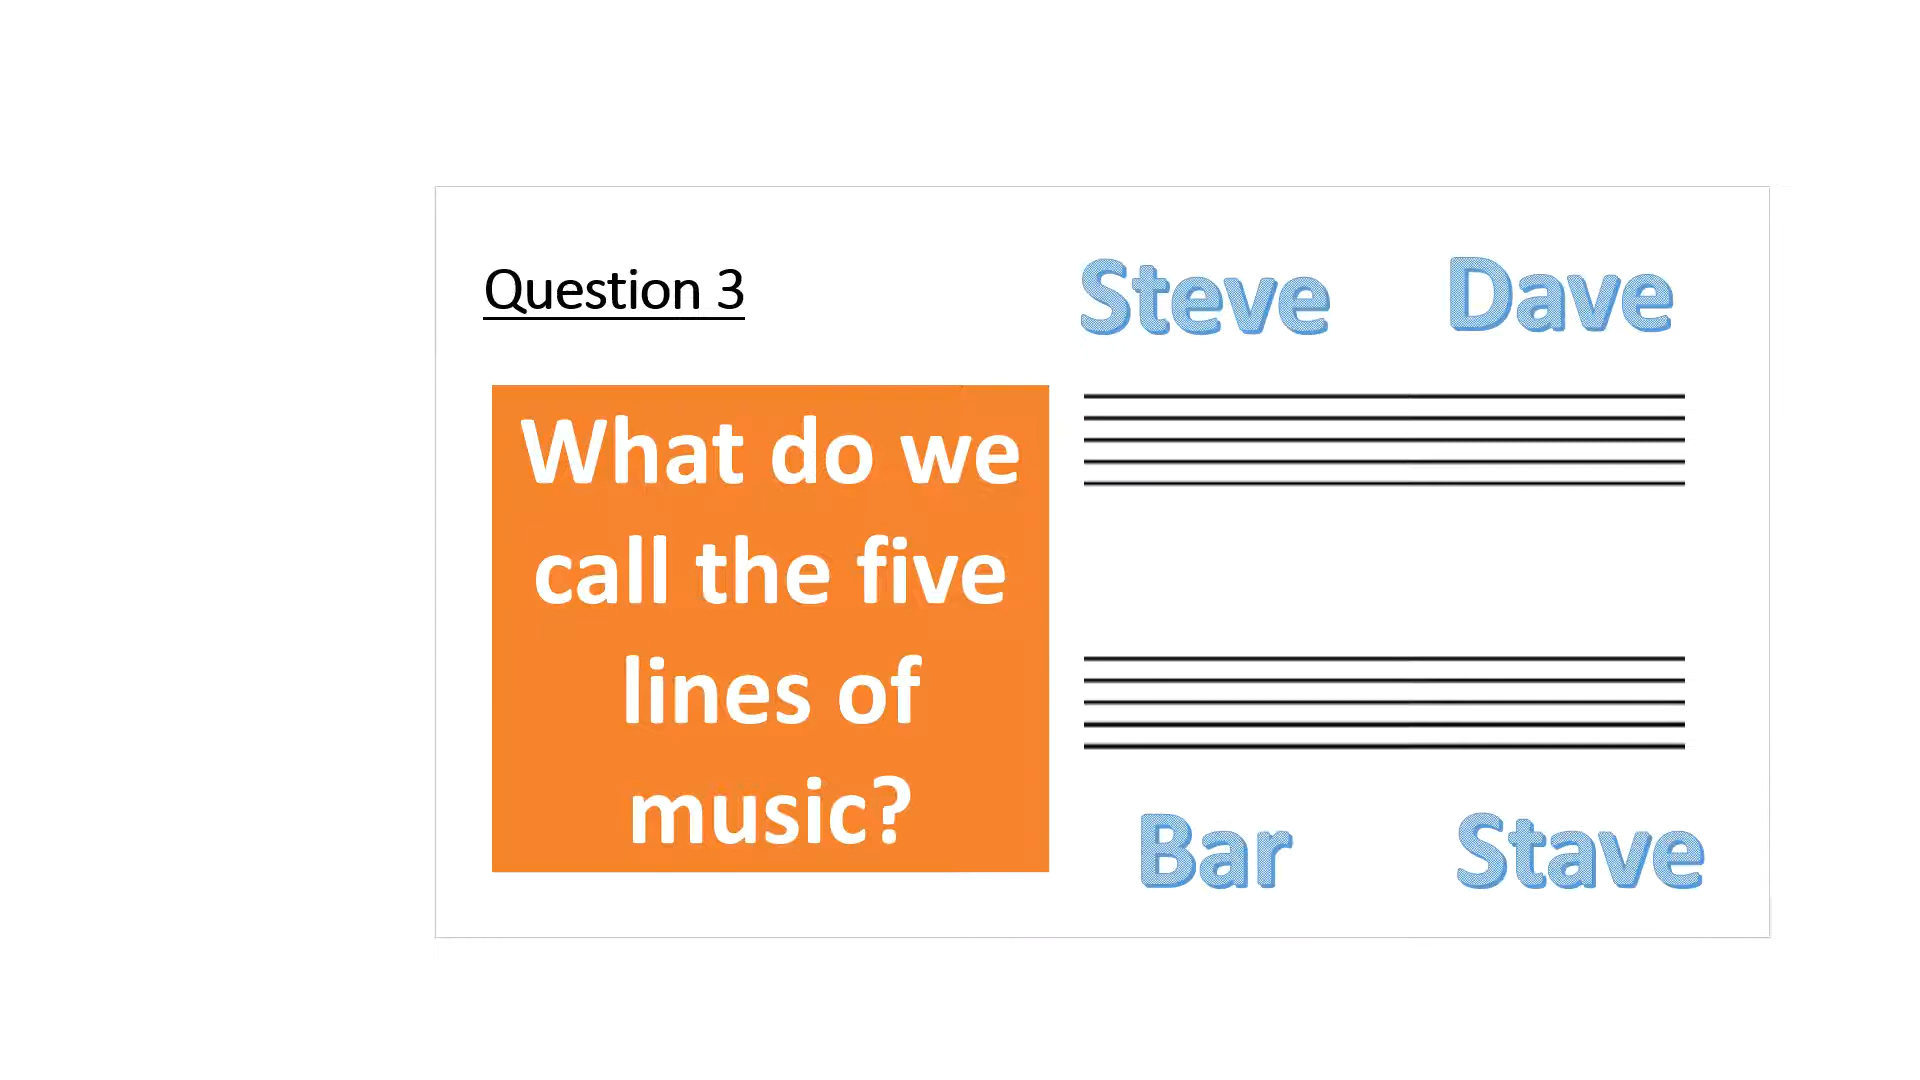 Question 3
Steve Dave
What do we
call the five
lines of
music?
Bar Stave